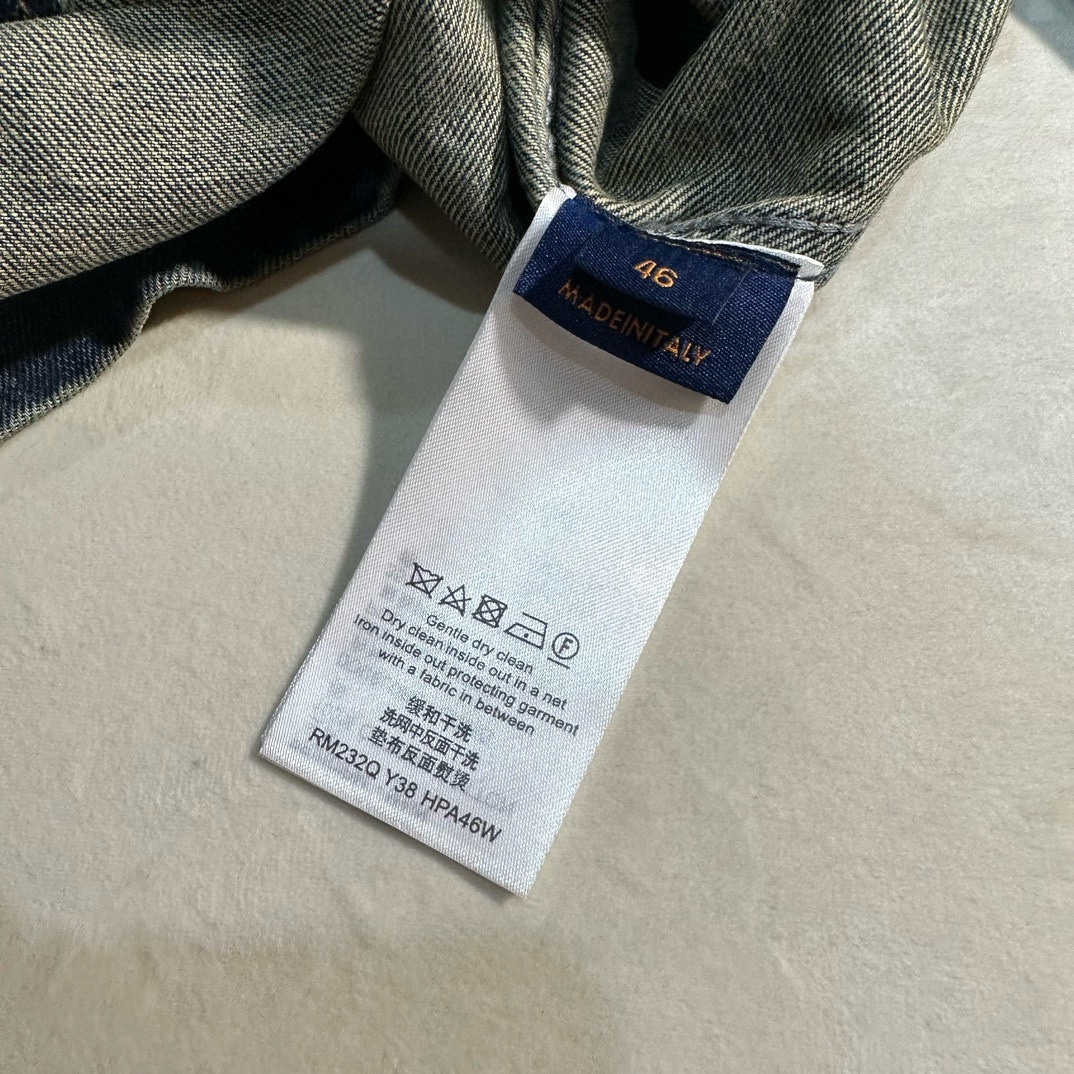 46
MADEINITALY
F
Gentle dry clean
Dry clean inside out in a net
Iron inside out protecting garment
with a fabric in between
缓和干洗
洗网中反面干洗
垫布反面熨烫
RM232Q Y38 HPA46W